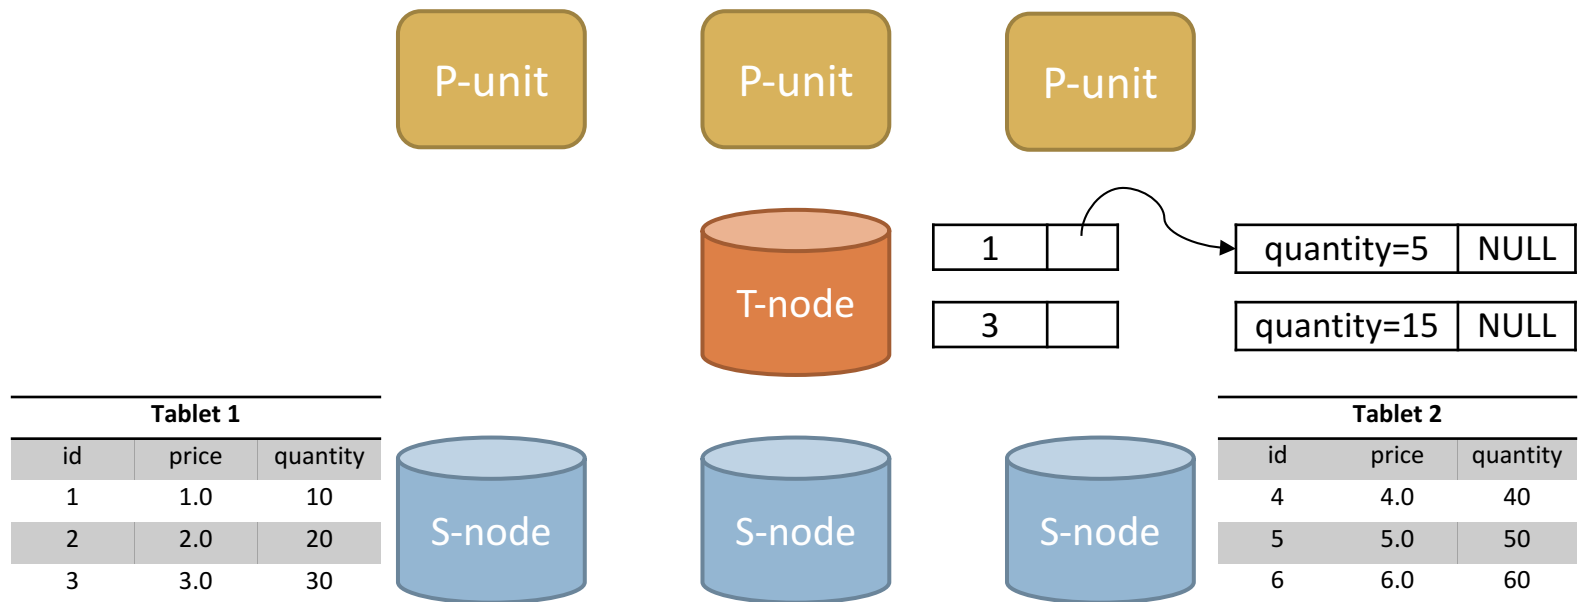 P-unit P-unit P-unit
1 quantity=5 NULL
T-node
3 quantity=15 NULL
Tablet 1
id price quantity
1 1.0 10
2 2.0 20
3 3.0 30
S-node S-node S-node
Tablet 2
id price quantity
4 4.0 40
5 5.0 50
6 6.0 60